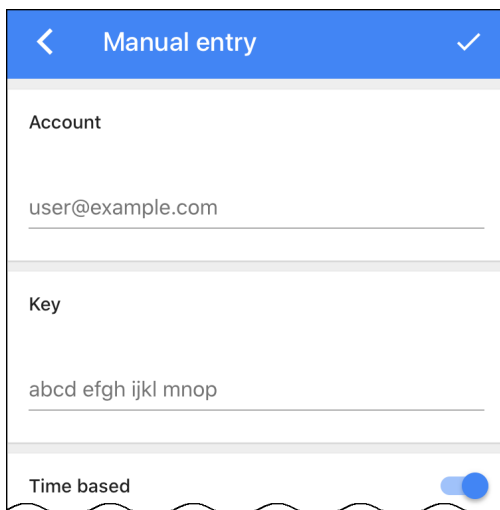 Manual entry
Account
user@example.com
Key
abcd efgh ijkl mnop
Time based